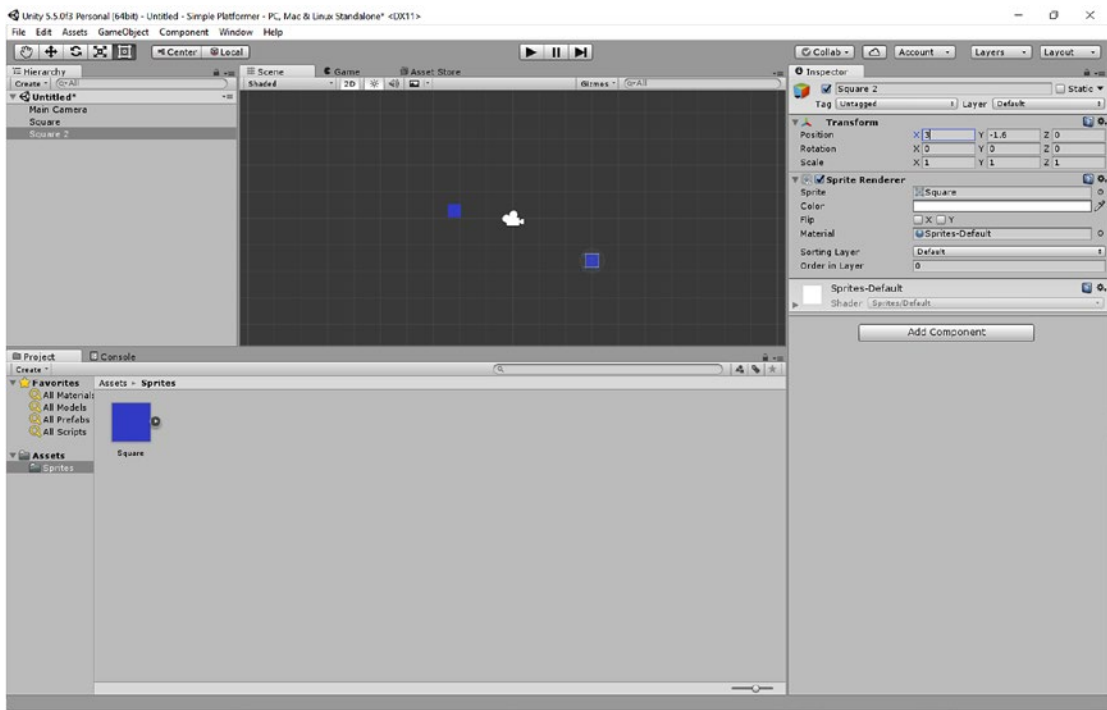 Unity 5.5.0f3 Personal (64bit) - Untitled - Simple Platformer - PC, Mac & Linux Standalone* <DX11>
File Edit Assets GameObject Component Window Help
Center Local
Collab Account Layers Layout
Hierarchy
Create All
Untitled*
Main Camera
Square
Square 2
Scene Game Asset Store
Shaded 2D Gizmos All
Inspector
Square 2 Static
Tag Untagged Layer Default
Transform
Position X 3 Y -1.6 Z 0
Rotation X 0 Y 0 Z 0
Scale X 1 Y 1 Z 1
Sprite Renderer
Sprite Square
Color
Flip X Y
Material Sprites-Default
Sorting Layer Default
Order in Layer 0
Sprites-Default
Shader Sprites/Default
Add Component
Project Console
Create
Favorites
All Materials
All Models
All Prefabs
All Scripts
Assets
Sprites
Assets Sprites
Square